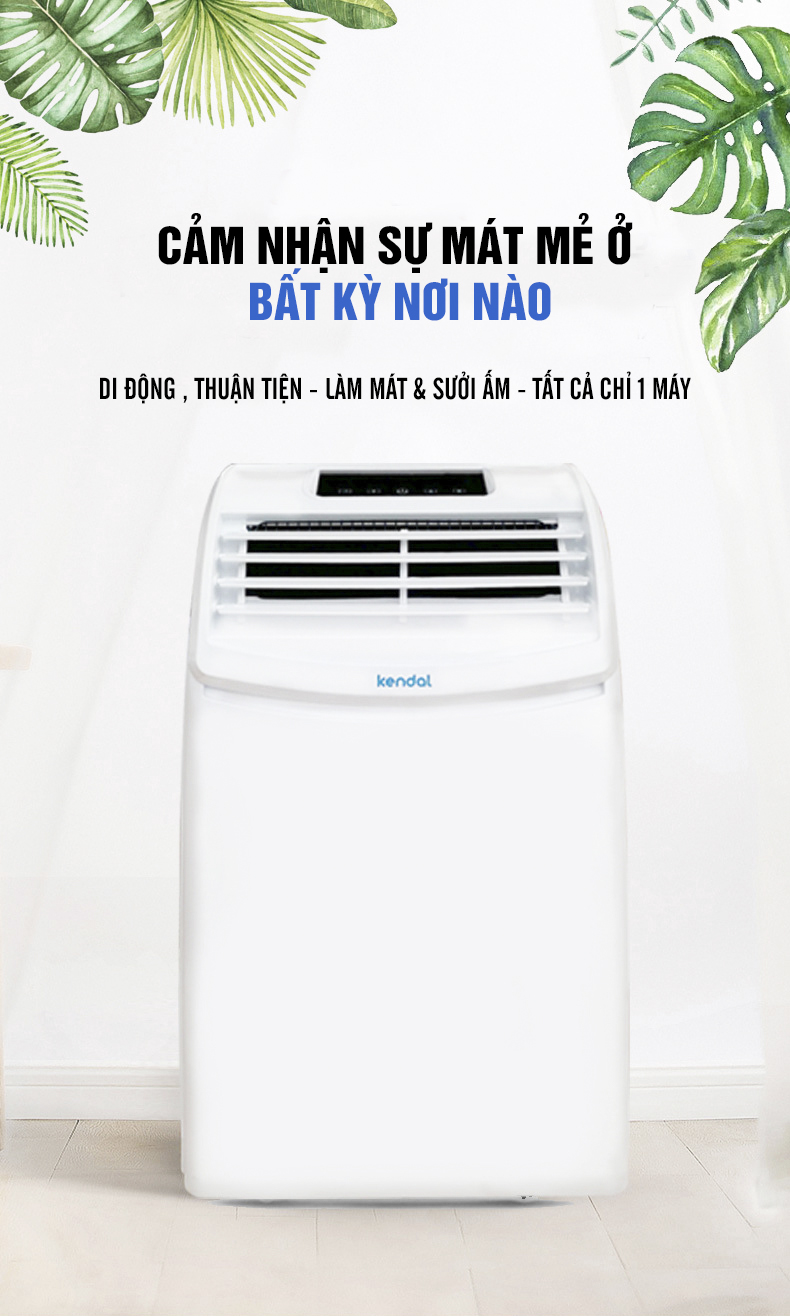 CẢM NHẬN SỰ MÁT MẺ Ở
BẤT KỲ NƠI NÀO
DI ĐỘNG , THUẬN TIỆN - LÀM MÁT & SƯỞI ẤM - TẤT CẢ CHỈ 1 MÁY
kendal